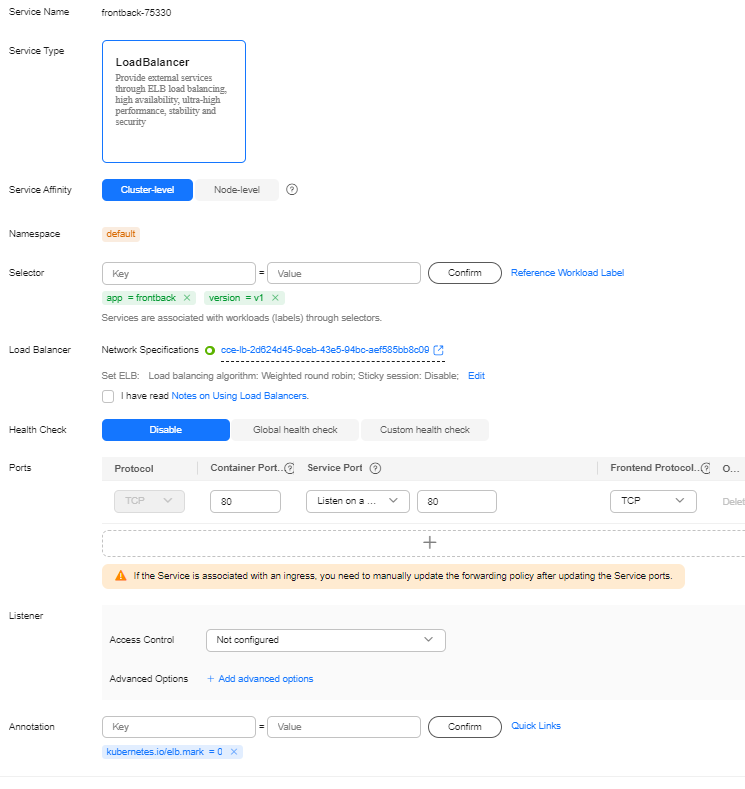 Service Name frontback-75330
Service Type
LoadBalancer
Provide external services
through ELB load balancing,
high availability, ultra-high
performance, stability and
security
Service Affinity Cluster-level Node-level ?
Namespace default
Selector Key = Value Confirm Reference Workload Label
app = frontback × version = v1 ×
Services are associated with workloads (labels) through selectors.
Load Balancer Network Specifications cce-lb-2d624d45-9ceb-43e5-94bc-aef585bb8c09
Set ELB: Load balancing algorithm: Weighted round robin; Sticky session: Disable; Edit
I have read Notes on Using Load Balancers.
Health Check Disable Global health check Custom health check
Ports Protocol Container Port... ? Service Port ? Frontend Protocol... ? O...
TCP 80 Listen on a ... 80 TCP Delet
+
If the Service is associated with an ingress, you need to manually update the forwarding policy after updating the Service ports.
Listener
Access Control Not configured
Advanced Options + Add advanced options
Annotation Key = Value Confirm Quick Links
kubernetes.io/elb.mark = 0 ×